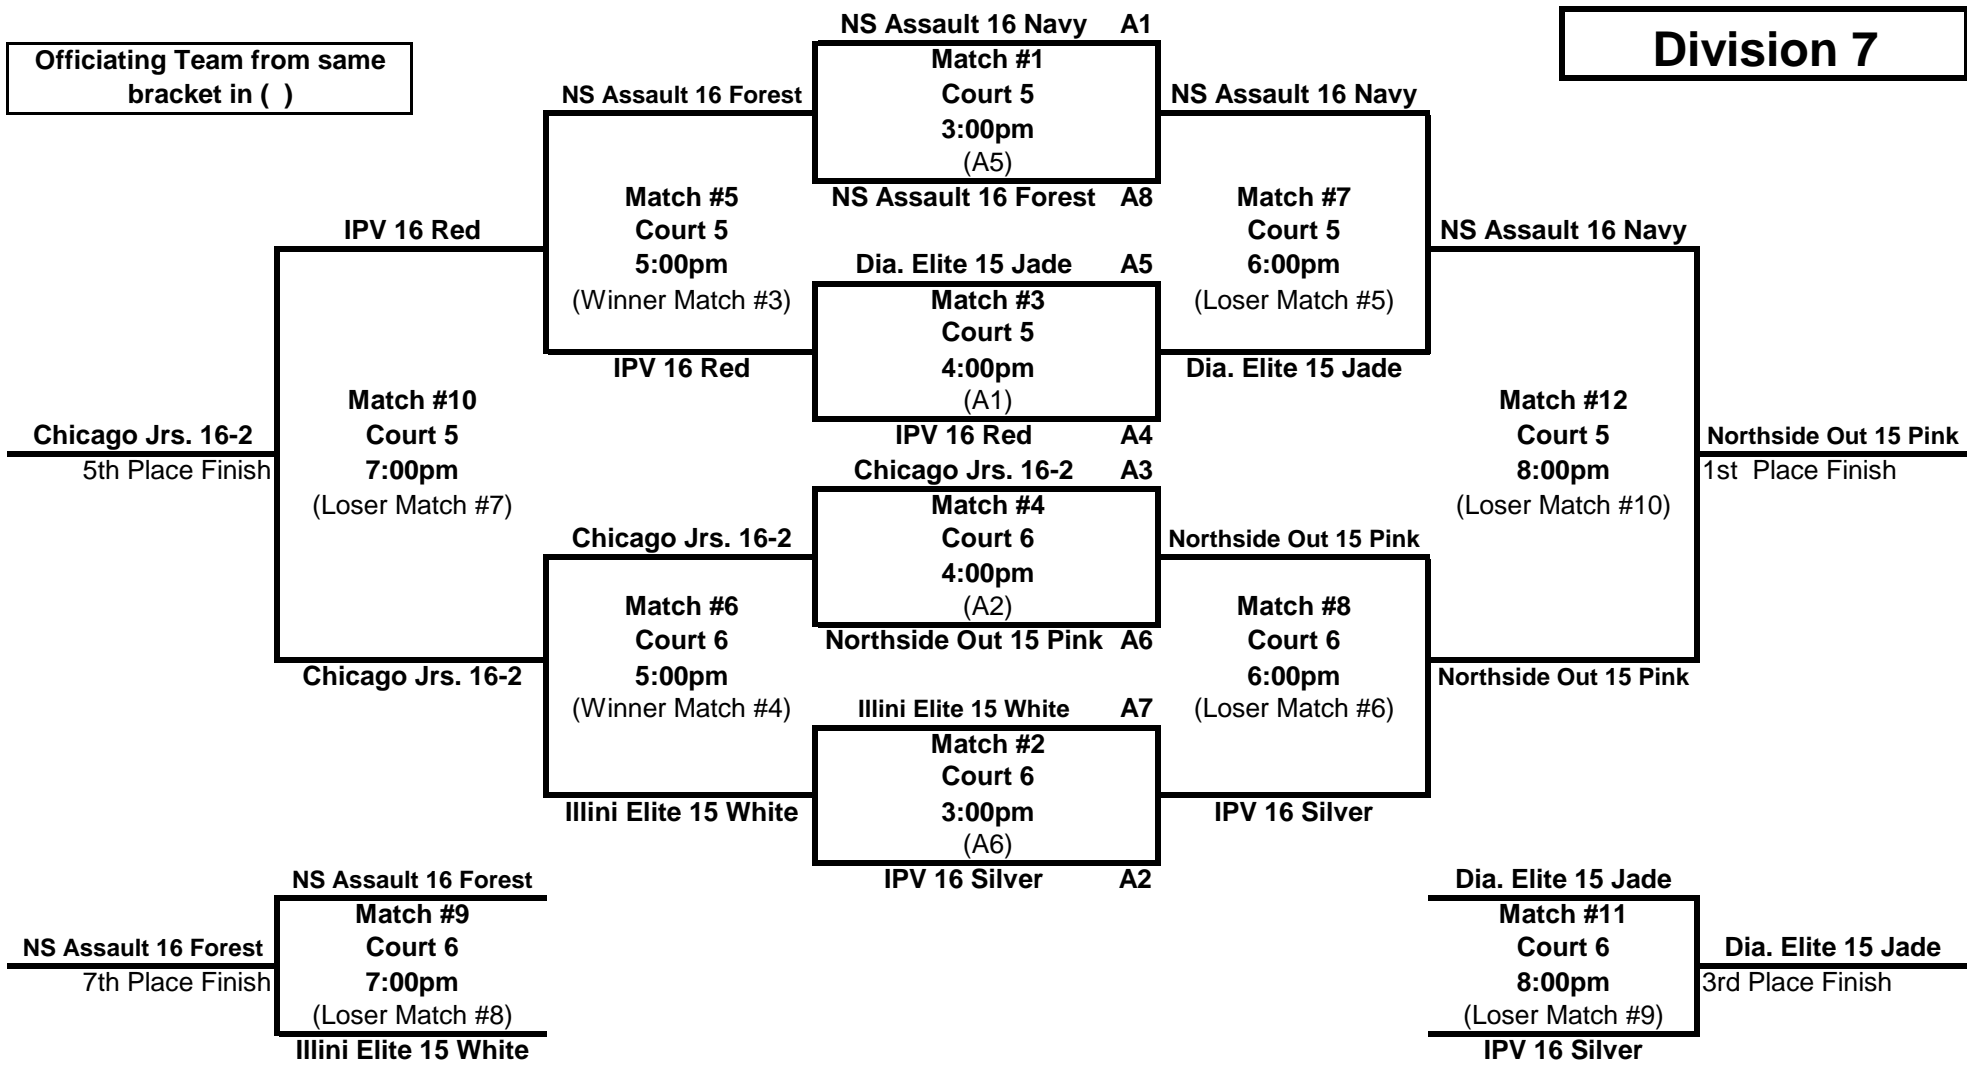 Officiating Team from same
bracket in ( )
Division 7
NS Assault 16 Navy A1
Match #1
Court 5
3:00pm
(A5)
NS Assault 16 Forest A8
Dia. Elite 15 Jade A5
Match #3
Court 5
4:00pm
(A1)
IPV 16 Red A4
Chicago Jrs. 16-2 A3
Match #4
Court 6
4:00pm
(A2)
Northside Out 15 Pink A6
Illini Elite 15 White A7
Match #2
Court 6
3:00pm
(A6)
IPV 16 Silver A2
NS Assault 16 Forest
Match #5
Court 5
5:00pm
(Winner Match #3)
IPV 16 Red
Chicago Jrs. 16-2
Match #6
Court 6
5:00pm
(Winner Match #4)
Illini Elite 15 White
IPV 16 Red
Match #10
Court 5
7:00pm
(Loser Match #7)
Chicago Jrs. 16-2
Chicago Jrs. 16-2
5th Place Finish
NS Assault 16 Forest
Match #9
Court 6
7:00pm
(Loser Match #8)
Illini Elite 15 White
NS Assault 16 Forest
7th Place Finish
NS Assault 16 Navy
Match #7
Court 5
6:00pm
(Loser Match #5)
Dia. Elite 15 Jade
Northside Out 15 Pink
Match #8
Court 6
6:00pm
(Loser Match #6)
IPV 16 Silver
NS Assault 16 Navy
Match #12
Court 5
8:00pm
(Loser Match #10)
Northside Out 15 Pink
Northside Out 15 Pink
1st Place Finish
Dia. Elite 15 Jade
Match #11
Court 6
8:00pm
(Loser Match #9)
IPV 16 Silver
Dia. Elite 15 Jade
3rd Place Finish